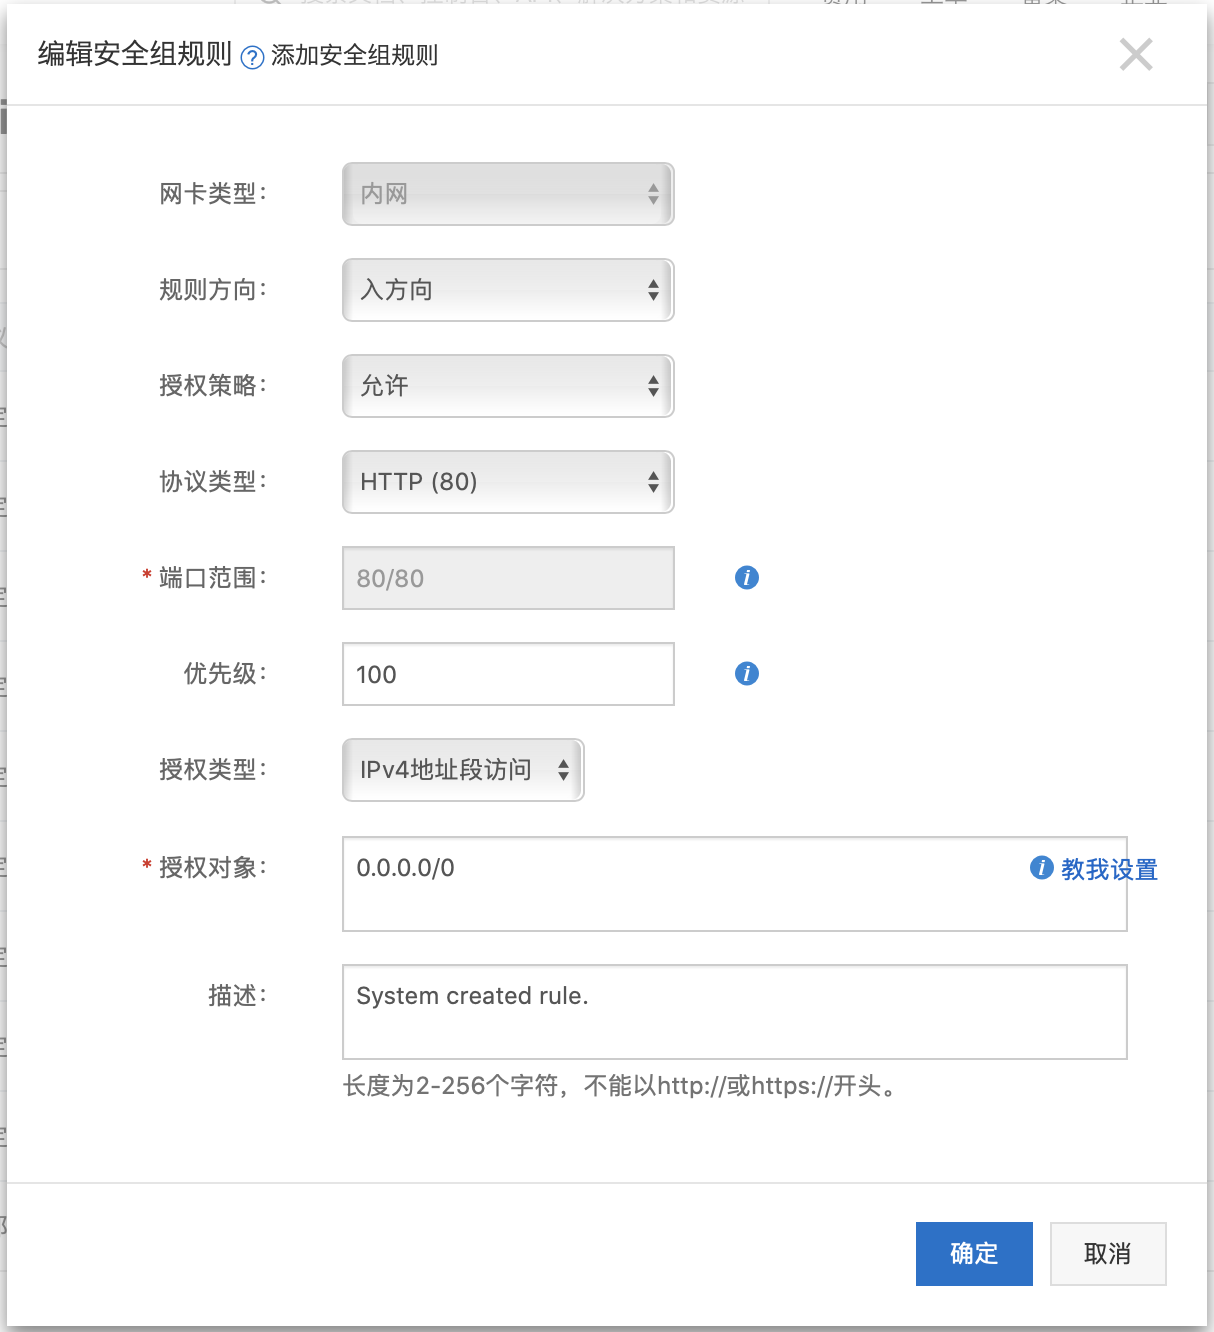 编辑安全组规则 ? 添加安全组规则
网卡类型： 内网
规则方向： 入方向
授权策略： 允许
协议类型： HTTP (80)
* 端口范围： 80/80
优先级： 100
授权类型： IPv4地址段访问
* 授权对象： 0.0.0.0/0 教我设置
描述： System created rule.
长度为2-256个字符，不能以http://或https://开头。
确定 取消